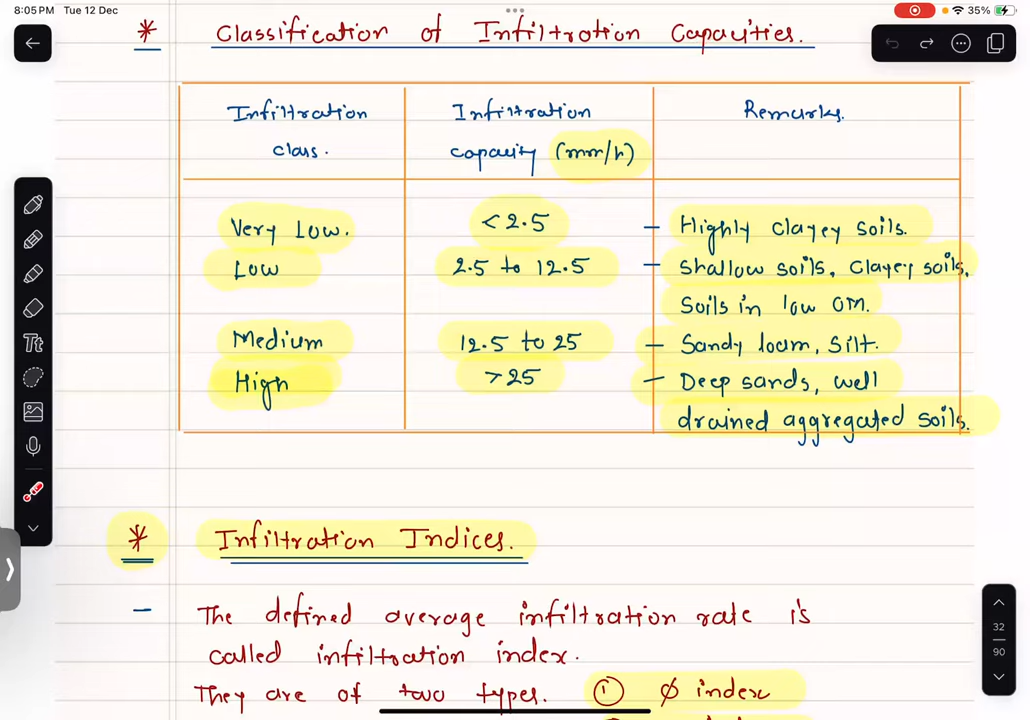 8:05 PM Tue 12 Dec
35%
* Classification of Infiltration Capacities.
Infiltration class. Infiltration capacity (mm/h) Remarks.
Very Low. < 2.5 - Highly clayey soils.
Low 2.5 to 12.5 - Shallow soils, Clayey soils,
Soils in low OM.
Medium 12.5 to 25 - Sandy loam, Silt.
High > 25 - Deep sands, well
drained aggregated soils.
* Infiltration Indices.
- The defined average infiltration rate is
called infiltration index.
They are of two types. ① φ index
Tt
32
90